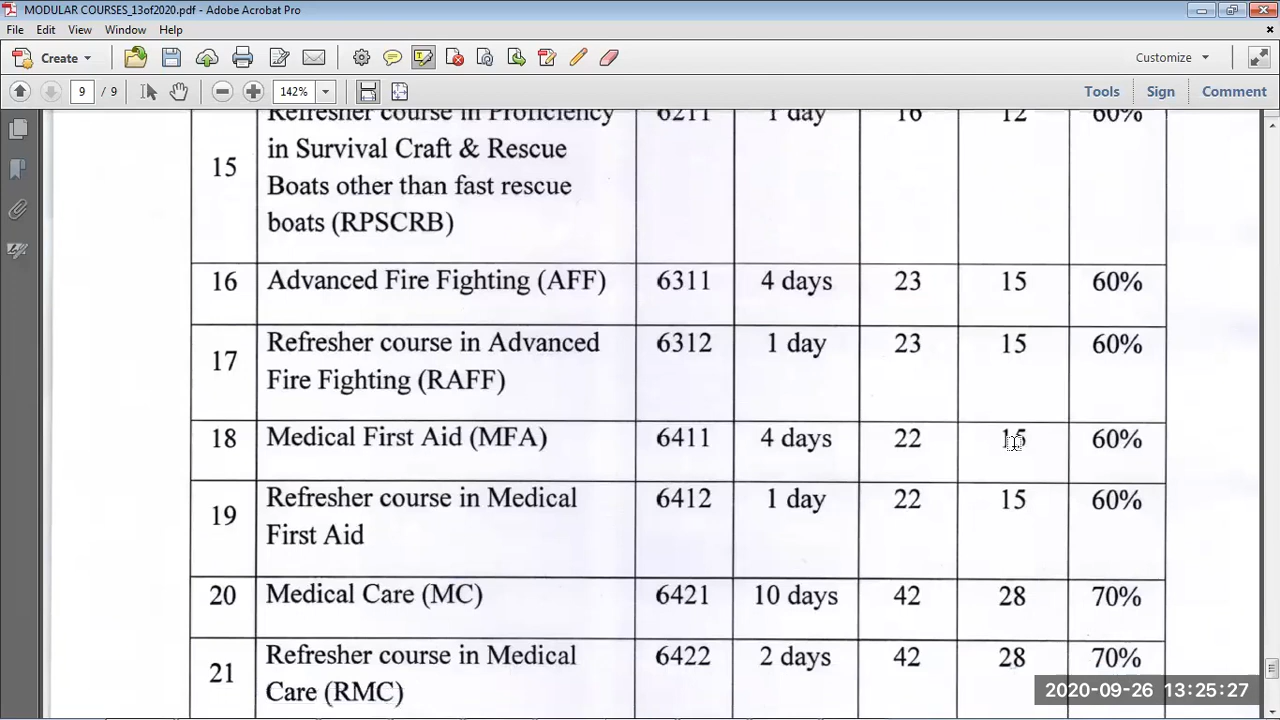 MODULAR COURSES_13of2020.pdf - Adobe Acrobat Pro
File Edit View Window Help
Create Customize
9 / 9 142% Tools Sign Comment
15 Refresher course in Proficiency 6211 1 day 16 12 60%
in Survival Craft & Rescue
Boats other than fast rescue
boats (RPSCRB)
16 Advanced Fire Fighting (AFF) 6311 4 days 23 15 60%
17 Refresher course in Advanced 6312 1 day 23 15 60%
Fire Fighting (RAFF)
18 Medical First Aid (MFA) 6411 4 days 22 15 60%
19 Refresher course in Medical 6412 1 day 22 15 60%
First Aid
20 Medical Care (MC) 6421 10 days 42 28 70%
21 Refresher course in Medical 6422 2 days 42 28 70%
Care (RMC)
2020-09-26 13:25:27